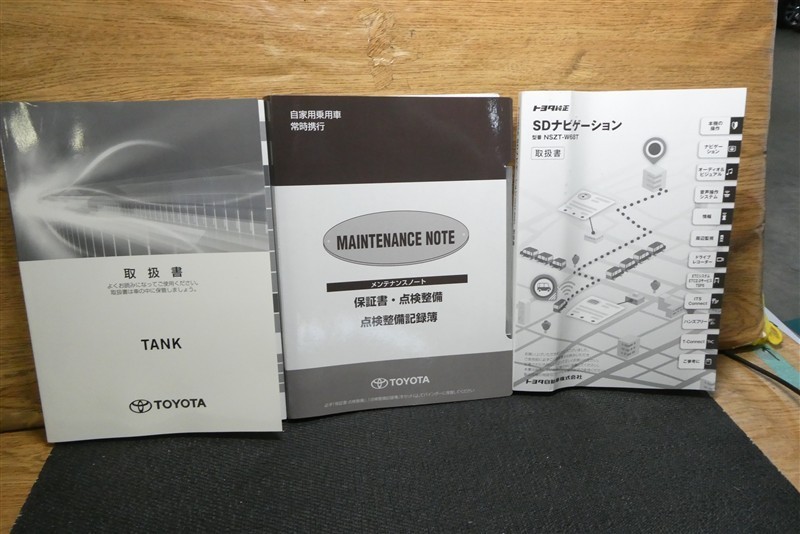 取扱書
よくお読みになってご使用ください。
取扱書は車の中に保管しましょう。
TANK
TOYOTA
自家用乗用車
常時携行
MAINTENANCE NOTE
メンテナンスノート
保証書・点検整備
点検整備記録簿
TOYOTA
トヨタ純正
SDナビゲーション
型番 NSZT-W68T
取扱書
本機の
操作
ナビゲー
ション
オーディオ&
ビジュアル
音声操作
システム
情報
周辺監視
ドライブ
レコーダー
ITS
Connect
ハンズフリー
T-Connect
ご参考に
トヨタ自動車株式会社